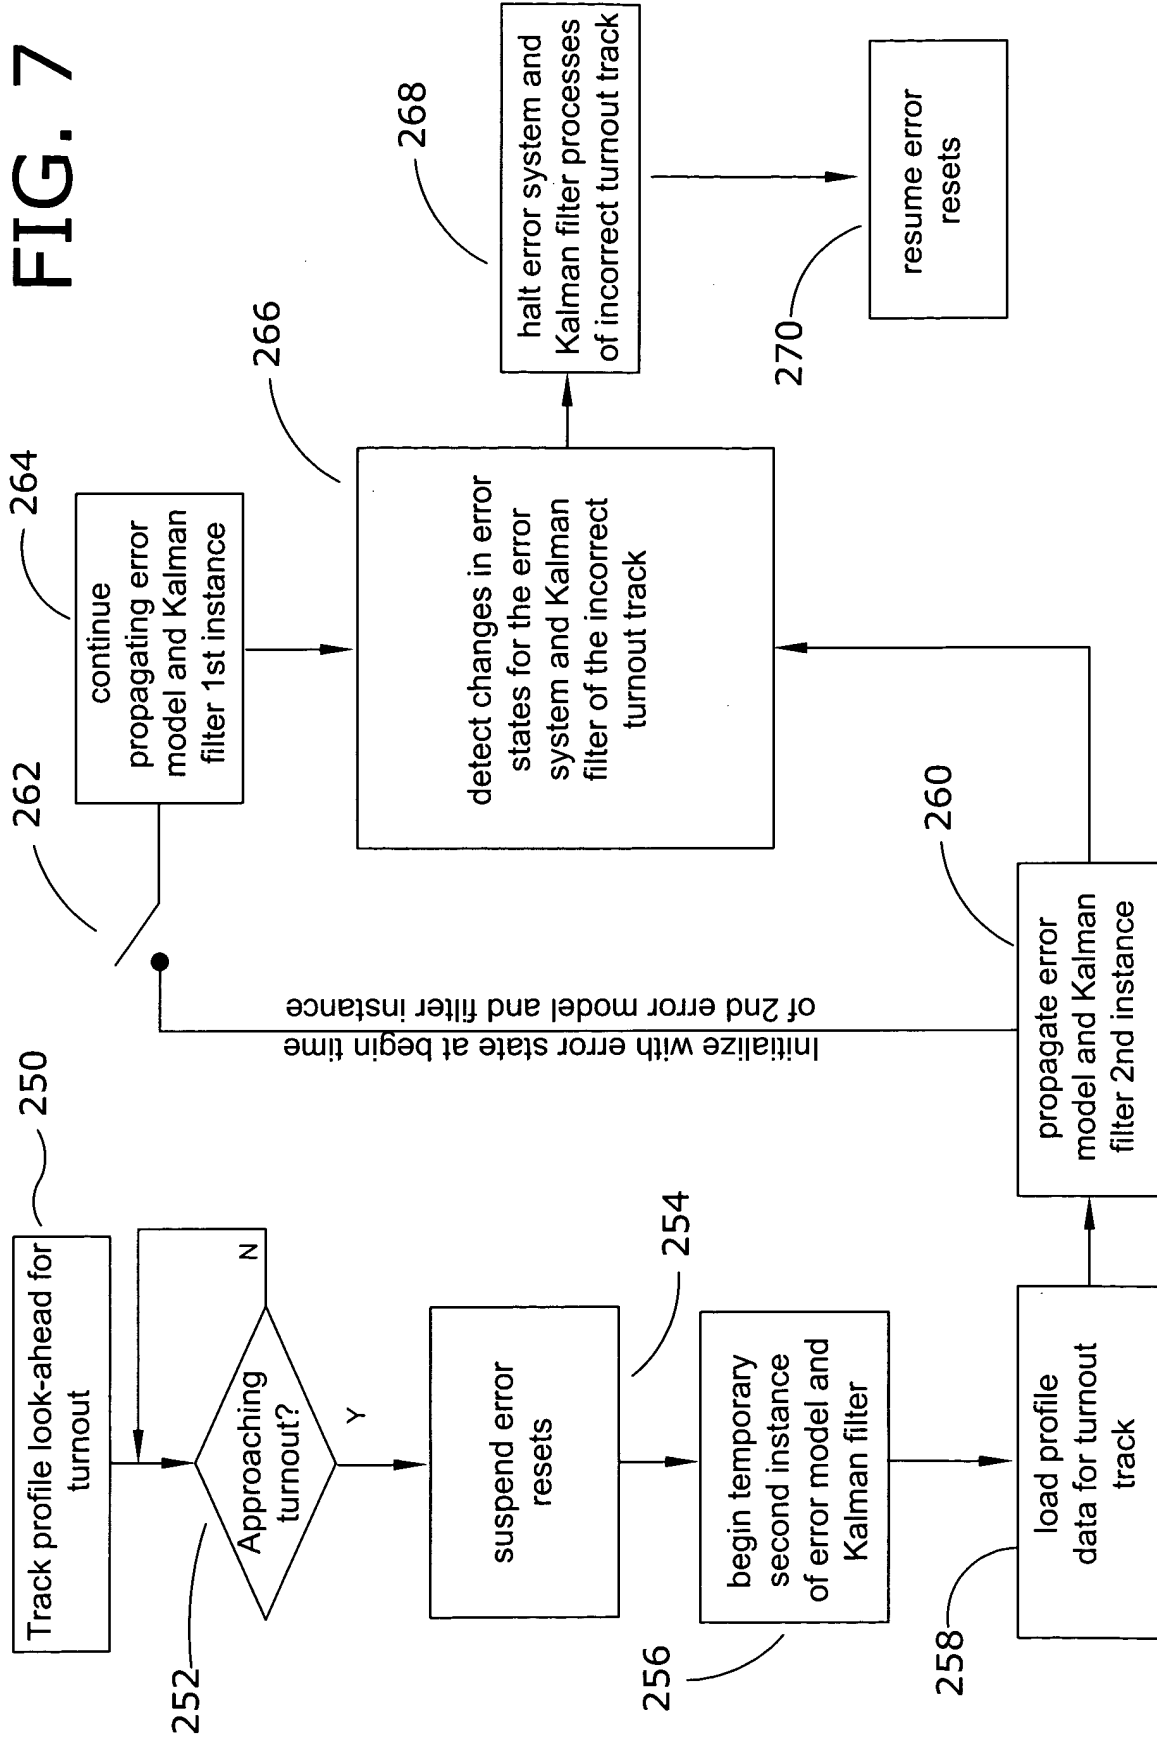 FIG. 7
Track profile look-ahead for
turnout
250
Approaching
turnout?
252
N
Y
suspend error
resets
254
begin temporary
second instance
of error model and
Kalman filter
256
load profile
data for turnout
track
258
propagate error
model and Kalman
filter 2nd instance
260
Initialize with error state at begin time
of 2nd error model and filter instance
262
continue
propagating error
model and Kalman
filter 1st instance
264
detect changes in error
states for the error
system and Kalman
filter of the incorrect
turnout track
266
halt error system and
Kalman filter processes
of incorrect turnout track
268
resume error
resets
270